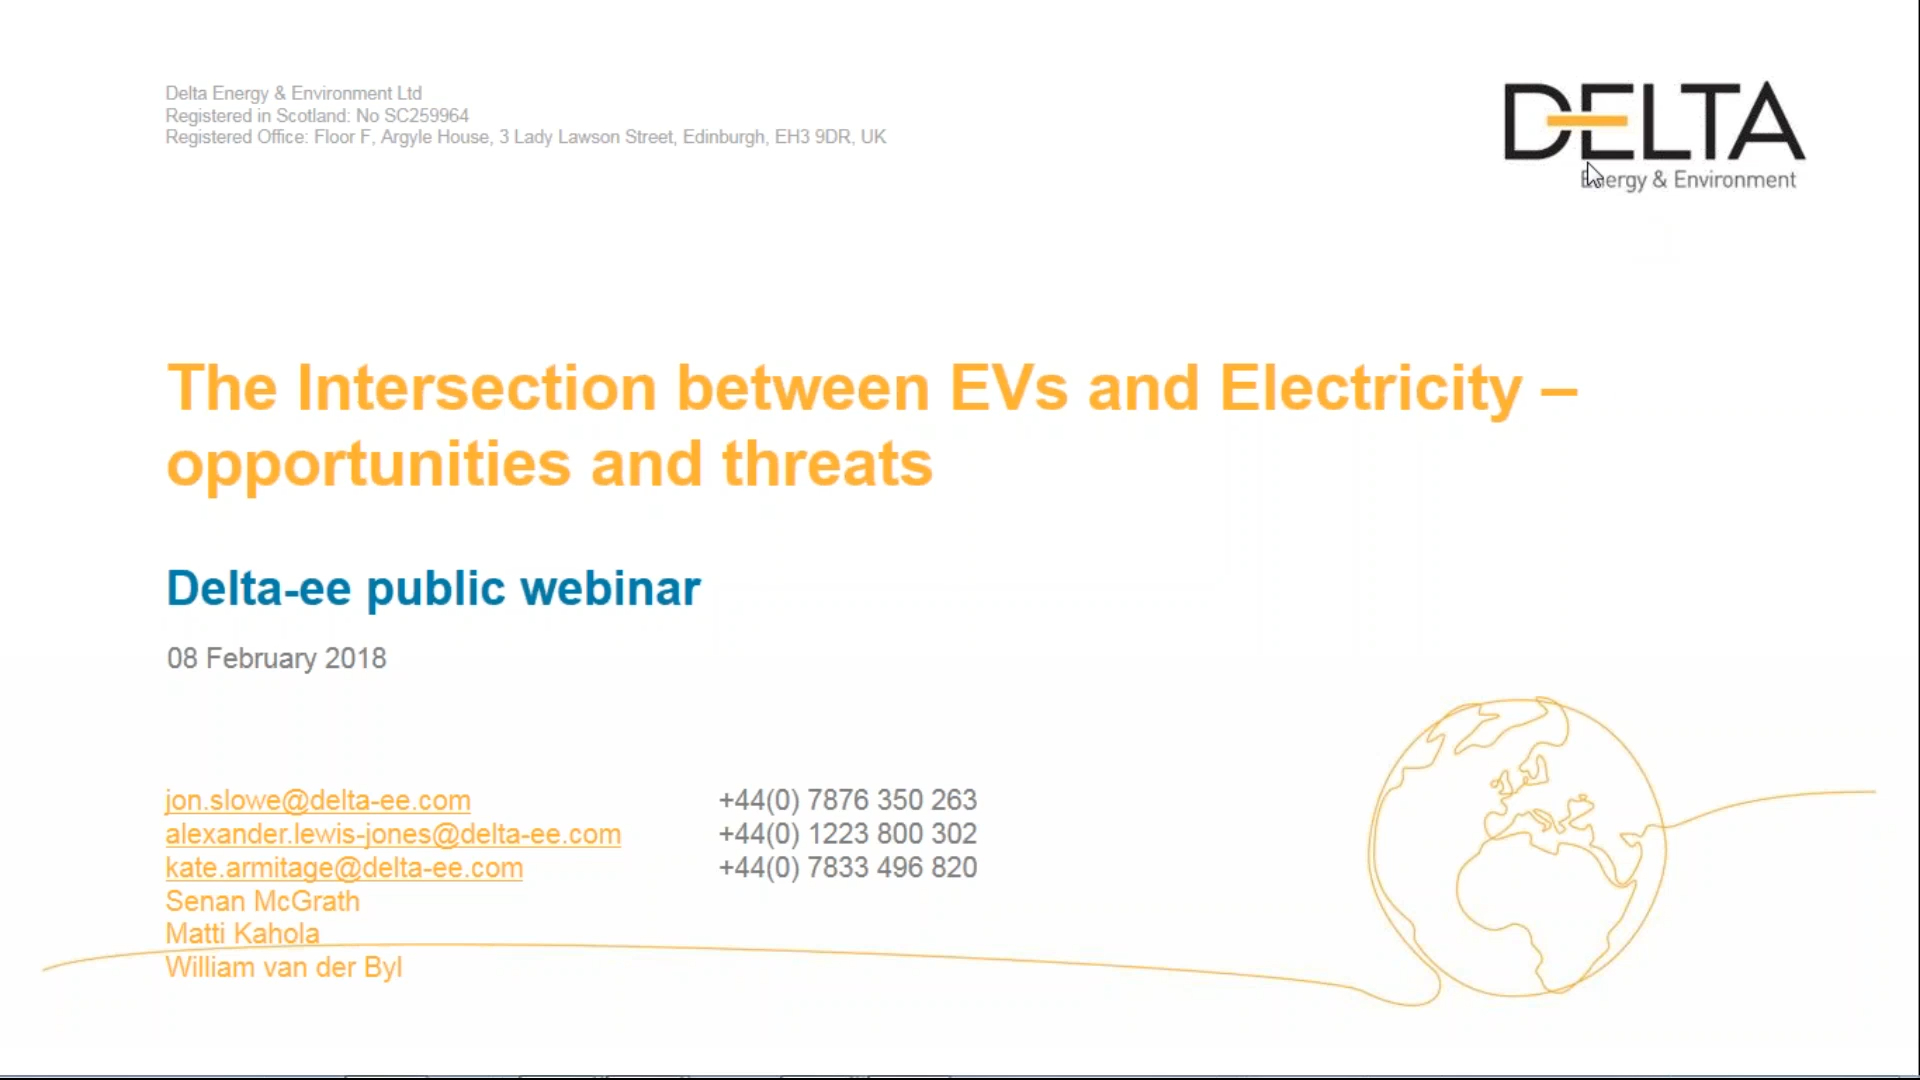 Delta Energy & Environment Ltd
Registered in Scotland: No SC259964
Registered Office: Floor F, Argyle House, 3 Lady Lawson Street, Edinburgh, EH3 9DR, UK
DELTA
Energy & Environment
The Intersection between EVs and Electricity –
opportunities and threats
Delta-ee public webinar
08 February 2018
jon.slowe@delta-ee.com +44(0) 7876 350 263
alexander.lewis-jones@delta-ee.com +44(0) 1223 800 302
kate.armitage@delta-ee.com +44(0) 7833 496 820
Senan McGrath
Matti Kahola
William van der Byl